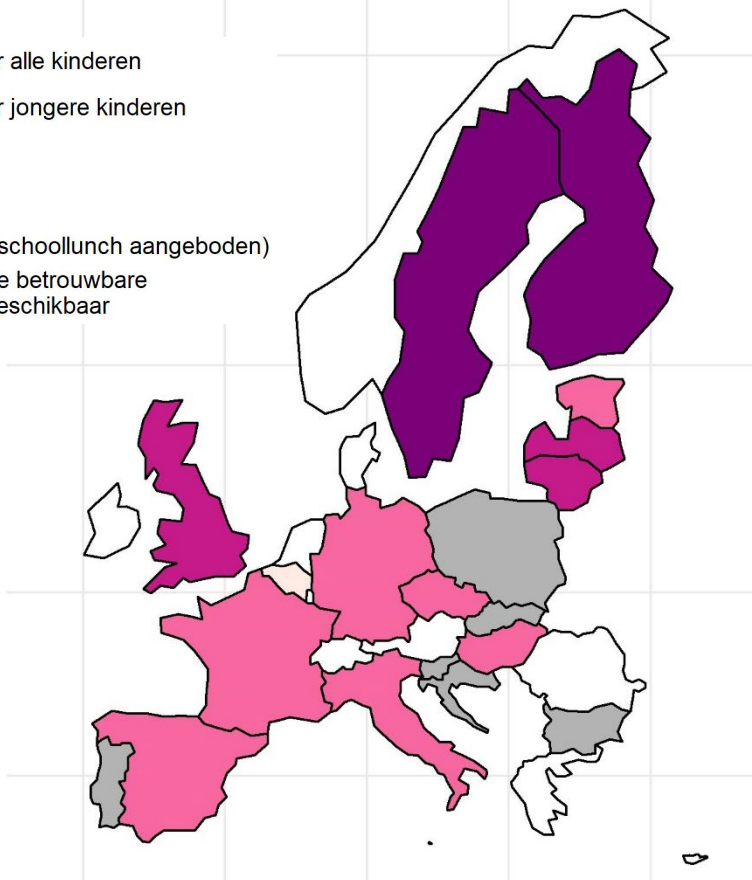 r alle kinderen
r jongere kinderen
schoollunch aangeboden)
e betrouwbare
eschikbaar